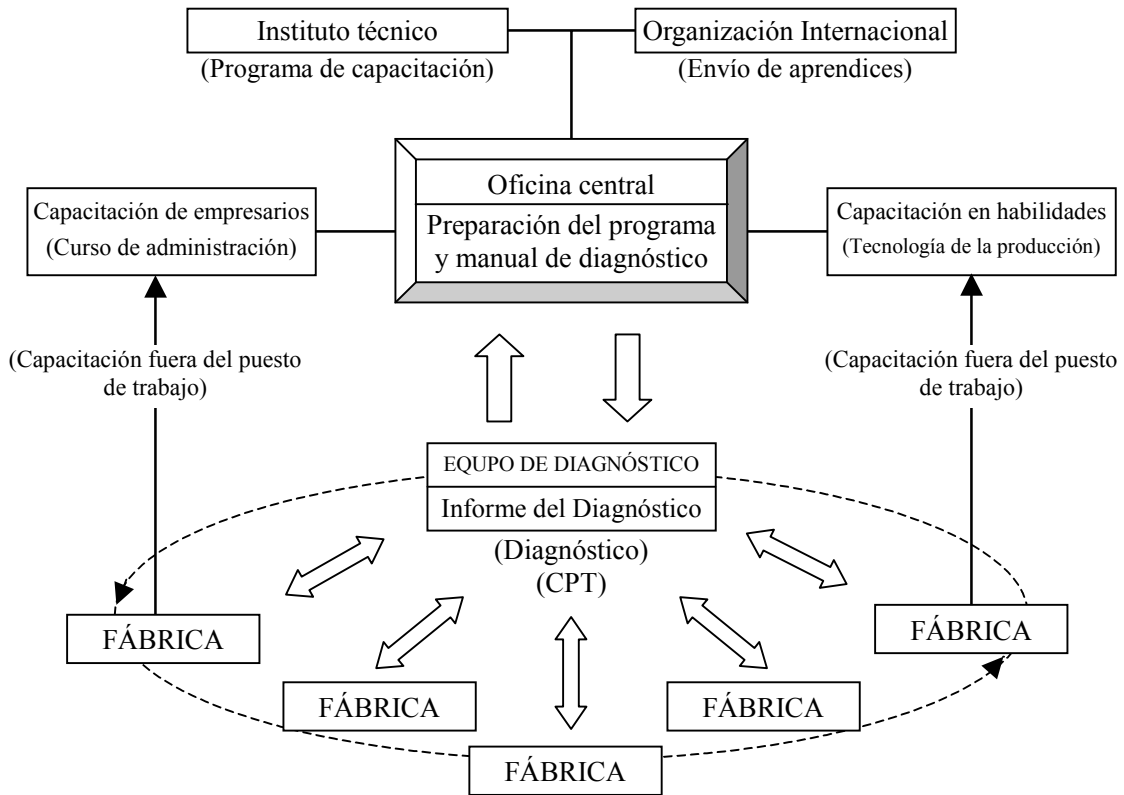 Instituto técnico
(Programa de capacitación)
Organización Internacional
(Envío de aprendices)
Oficina central
Preparación del programa
y manual de diagnóstico
Capacitación de empresarios
(Curso de administración)
Capacitación en habilidades
(Tecnología de la producción)
(Capacitación fuera del puesto
de trabajo)
(Capacitación fuera del puesto
de trabajo)
EQUPO DE DIAGNÓSTICO
Informe del Diagnóstico
(Diagnóstico)
(CPT)
FÁBRICA
FÁBRICA
FÁBRICA
FÁBRICA
FÁBRICA